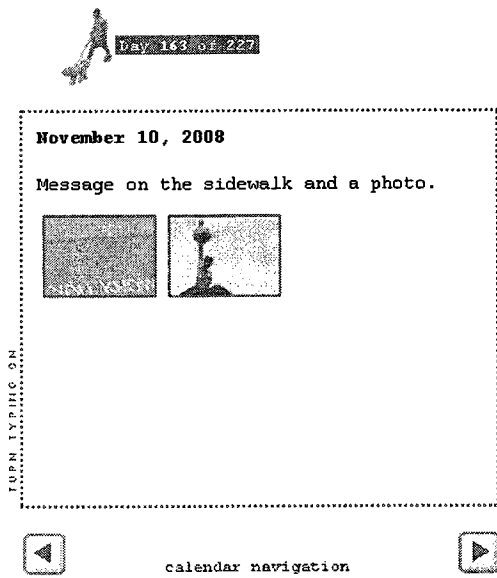 Day 163 of 227
November 10, 2008
Message on the sidewalk and a photo.
TURN TYPING ON
calendar navigation